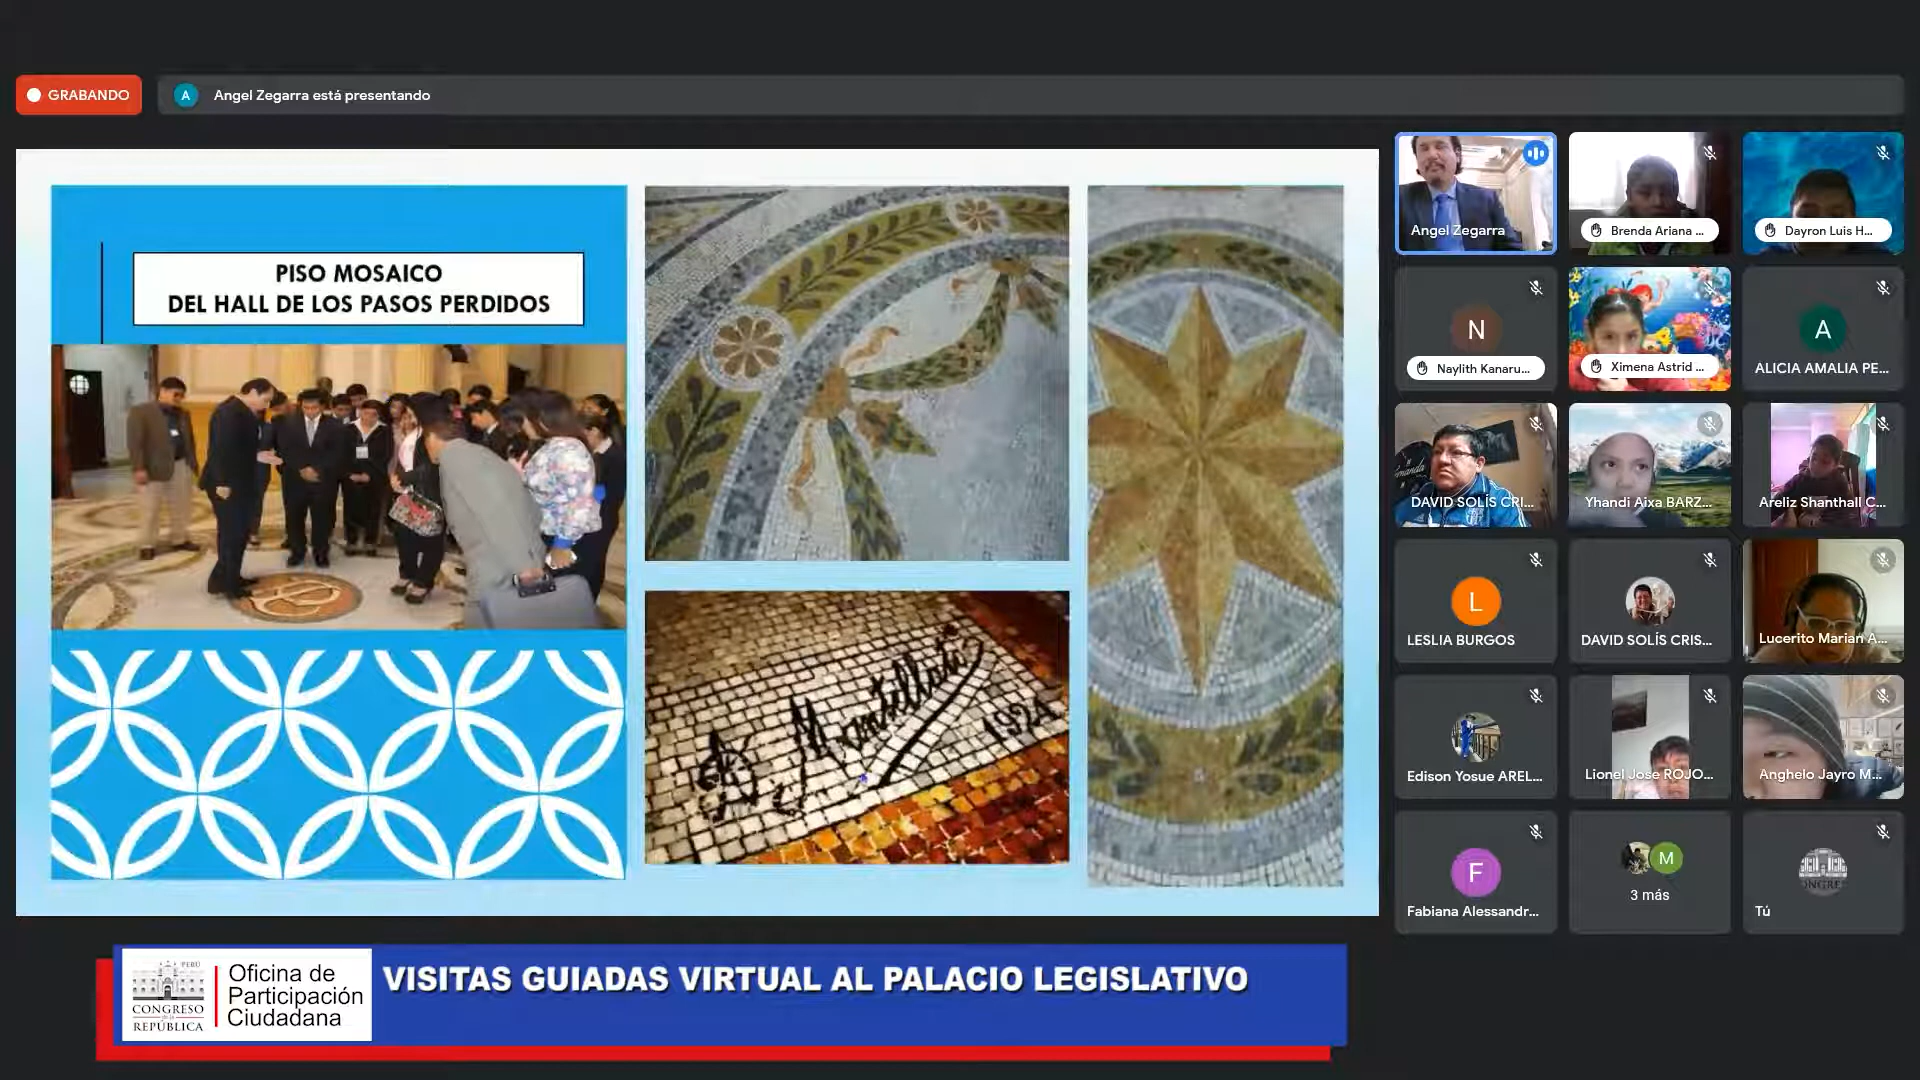 GRABANDO
A
Angel Zegarra está presentando
PISO MOSAICO
DEL HALL DE LOS PASOS PERDIDOS
1921
Angel Zegarra
Brenda Ariana ...
Dayron Luis H...
N
Naylith Kanaru...
Ximena Astrid ...
A
ALICIA AMALIA PE...
DAVID SOLÍS CRI...
Yhandi Aixa BARZ...
Areliz Shanthall C...
L
LESLIA BURGOS
DAVID SOLÍS CRIS...
Lucerito Marian A...
Edison Yosue AREL...
Lionel Jose ROJO...
Anghelo Jayro M...
F
Fabiana Alessandr...
M
3 más
Tú
PERÚ
CONGRESO
REPÚBLICA
Oficina de
Participación
Ciudadana
VISITAS GUIADAS VIRTUAL AL PALACIO LEGISLATIVO